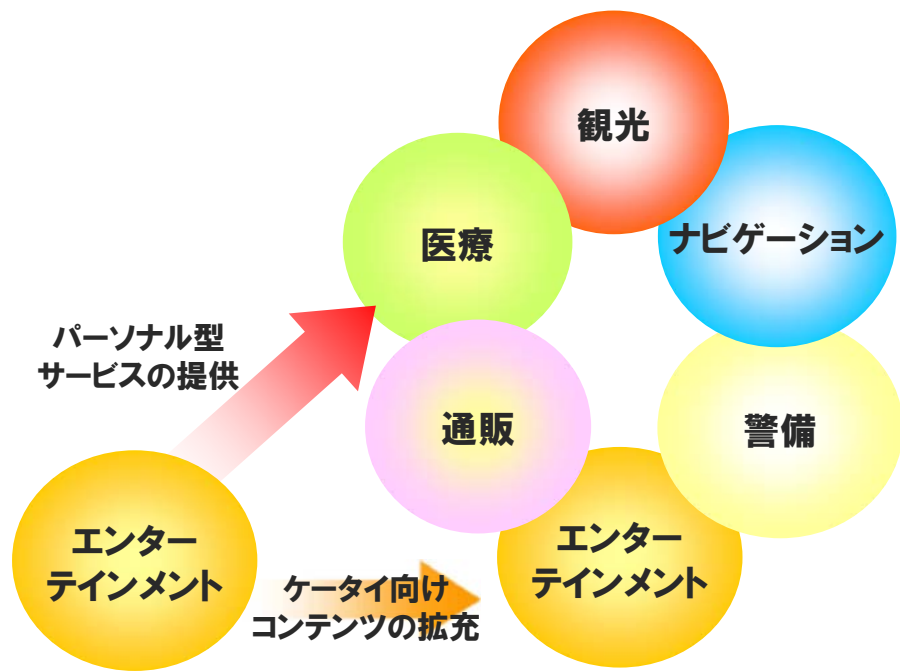 観光
医療
ナビゲーション
パーソナル型
サービスの提供
通販
警備
エンター
テインメント
ケータイ向け
コンテンツの拡充
エンター
テインメント